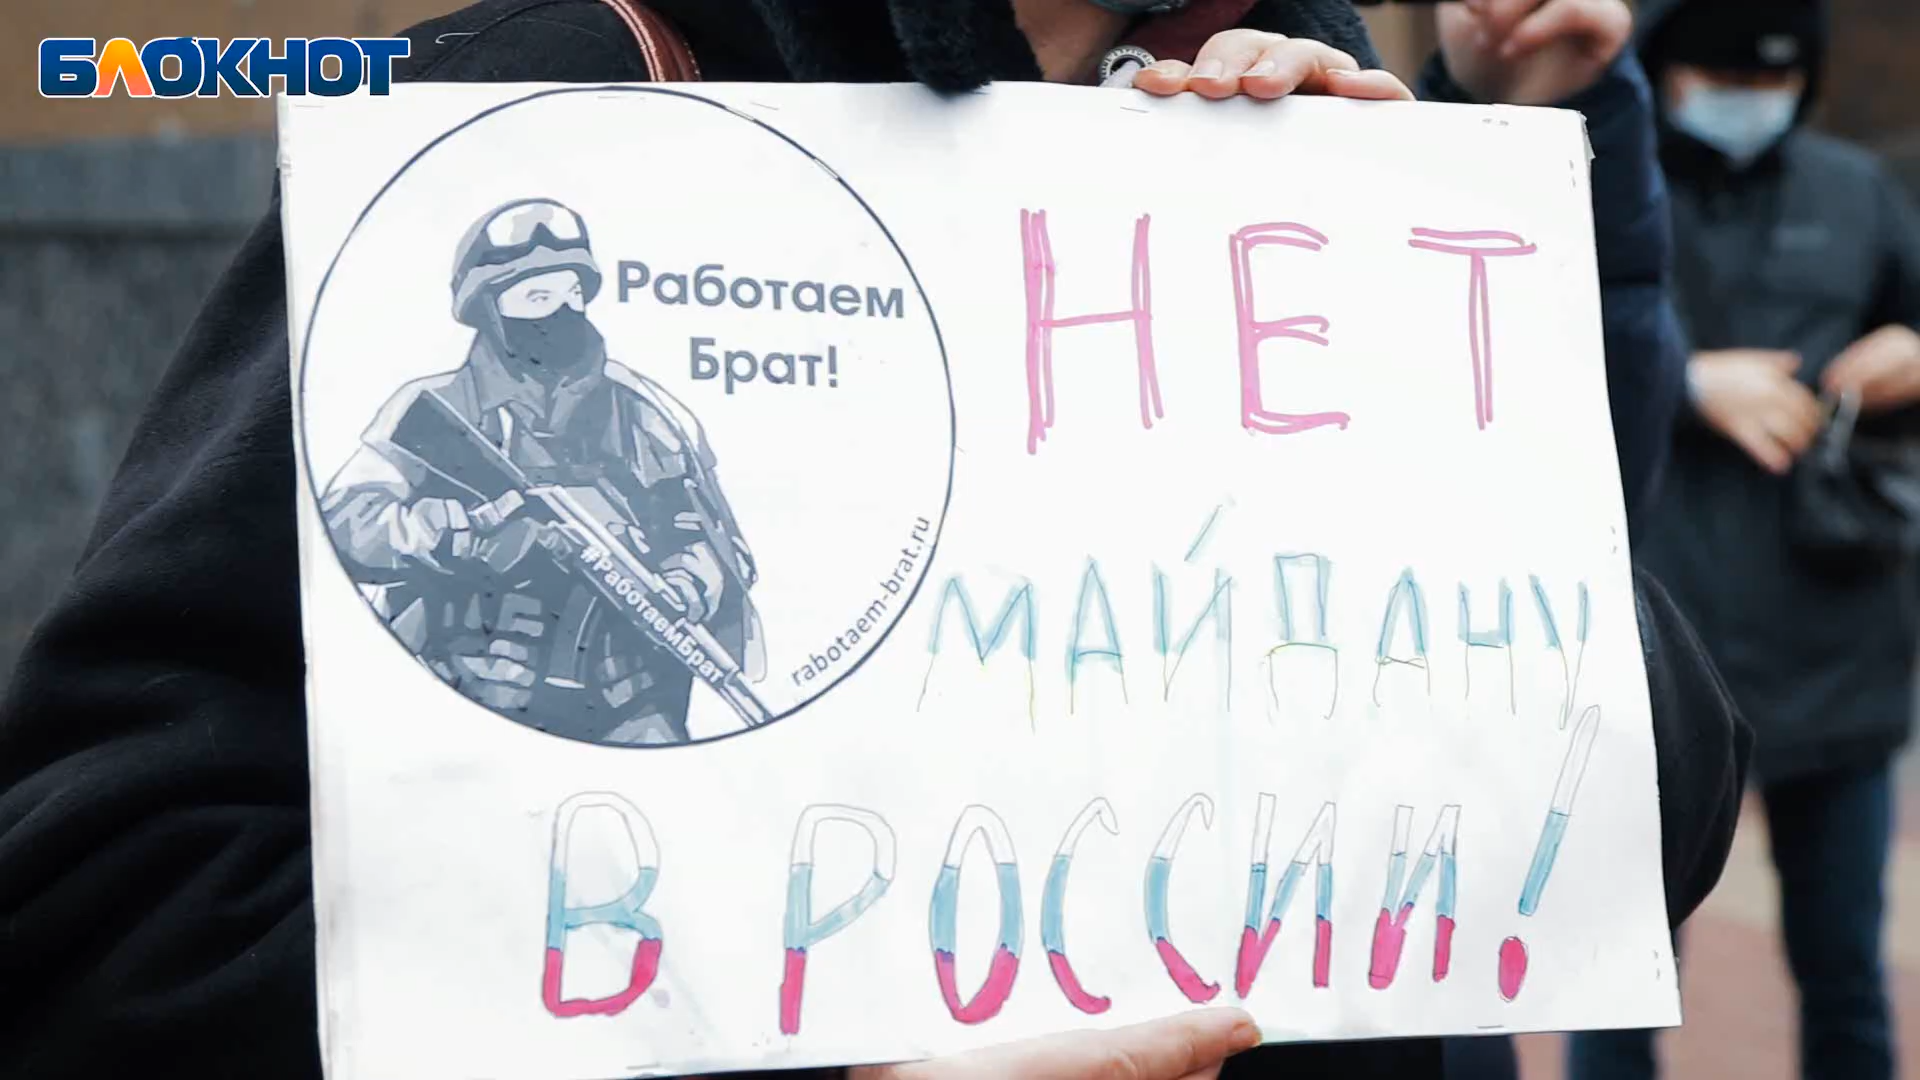 БЛОКНОТ
Работаем
Брат!
#РаботаемБрат
rabotaem-brat.ru
НЕТ
МАЙДАНУ
В РОССИИ!